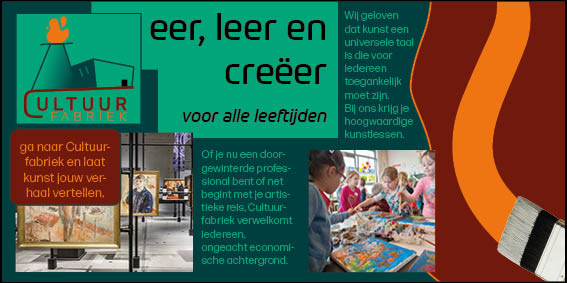 CULTUUR
FABRIEK
eer, leer en
creëer
voor alle leeftijden
Wij geloven
dat kunst een
universele taal
is die voor
iedereen
toegankelijk
moet zijn.
Bij ons krijg je
hoogwaardige
kunstlessen.
ga naar Cultuur-
fabriek en laat
kunst jouw ver-
haal vertellen.
Of je nu een door-
gewinterde profes-
sional bent of net
begint met je artis-
tieke reis, Cultuur-
fabriek verwelkomt
iedereen,
ongeacht economi-
sche achtergrond.